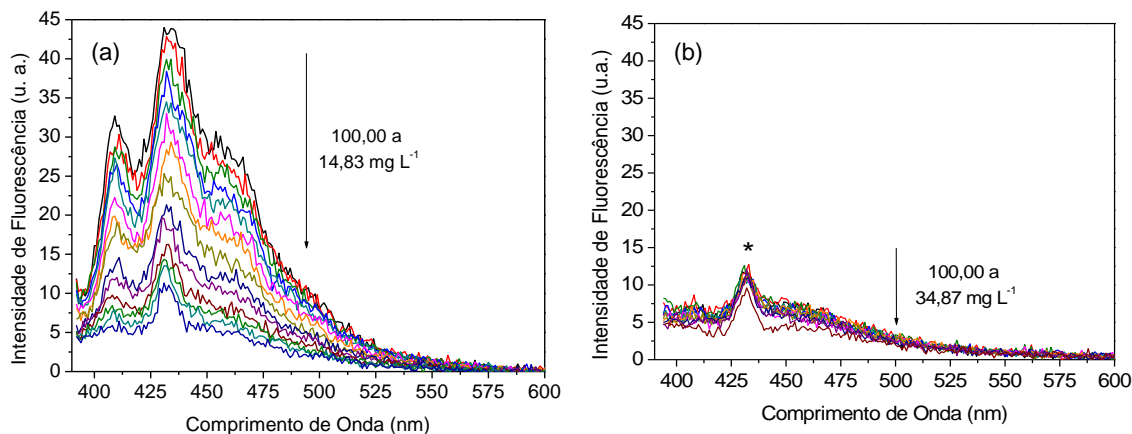 (a)
Intensidade de Fluorescência (u. a.)
45
40
35
30
25
20
15
10
5
0
100,00 a
14,83 mg L⁻¹
400 425 450 475 500 525 550 575 600
Comprimento de Onda (nm)
(b)
Intensidade de Fluorescência (u.a.)
45
40
35
30
25
20
15
10
5
0
*
100,00 a
34,87 mg L⁻¹
400 425 450 475 500 525 550 575 600
Comprimento de Onda (nm)